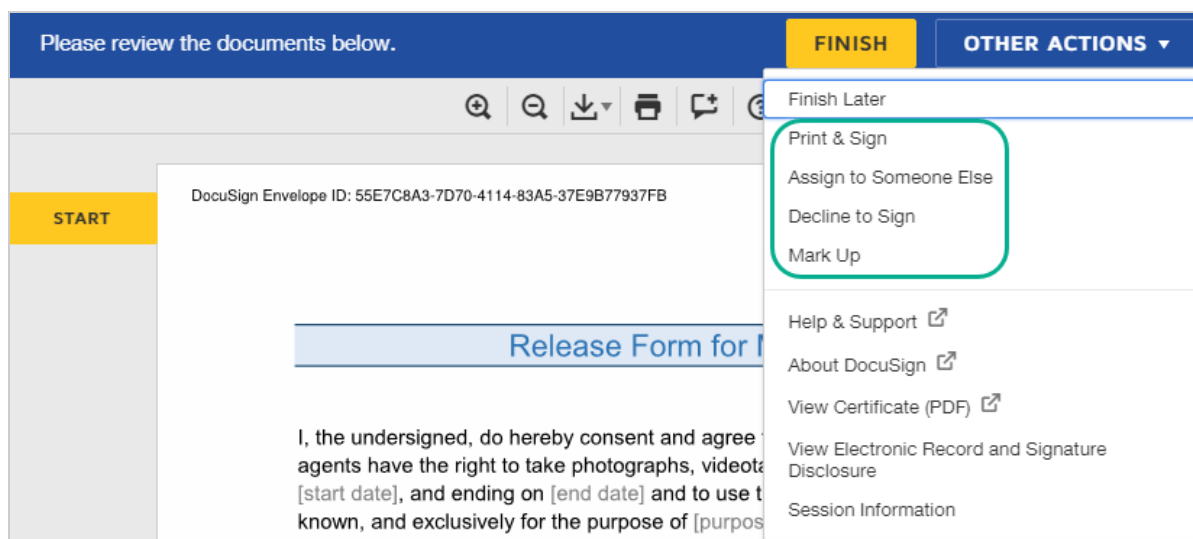 Please review the documents below.
FINISH
OTHER ACTIONS
Finish Later
Print & Sign
Assign to Someone Else
Decline to Sign
Mark Up
Help & Support
About DocuSign
View Certificate (PDF)
View Electronic Record and Signature
Disclosure
Session Information
START
DocuSign Envelope ID: 55E7C8A3-7D70-4114-83A5-37E9B77937FB
Release Form for
I, the undersigned, do hereby consent and agree
agents have the right to take photographs,
[start date], and ending on [end date] and to use
known, and exclusively for the purpose of